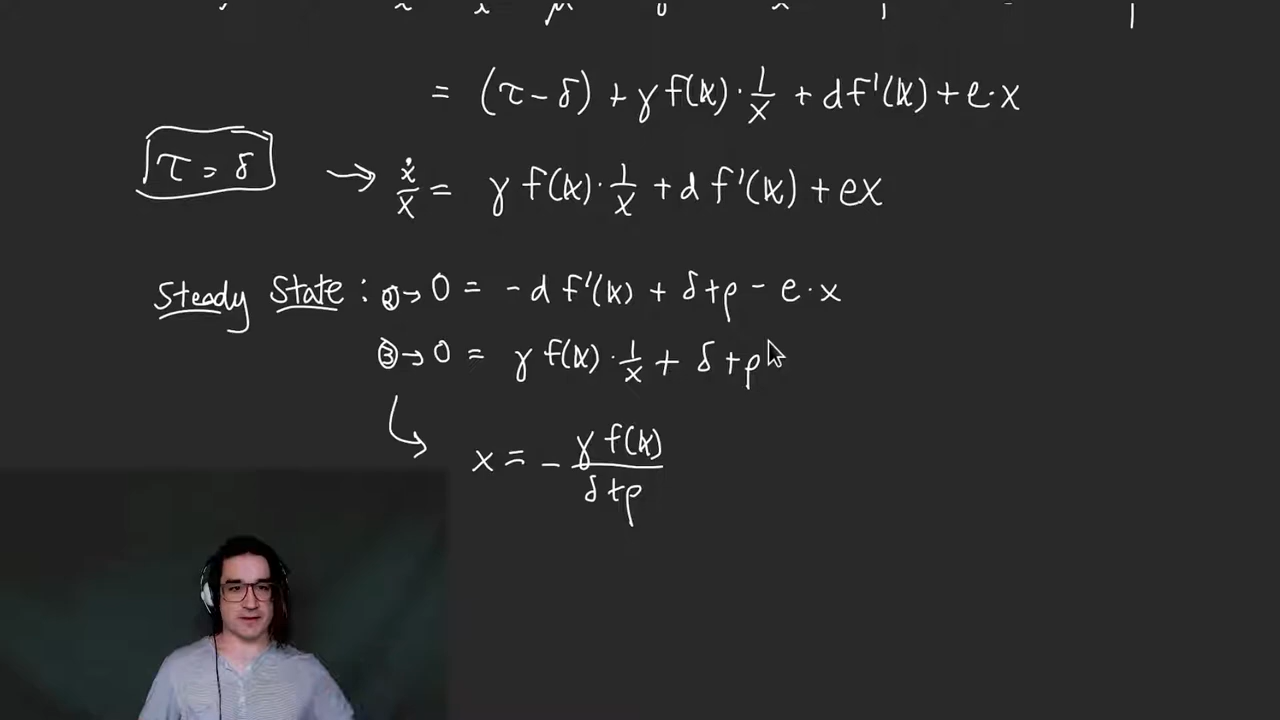 = (τ-δ) + γ f(k) · 1/x + d f'(k) + e·x
τ = δ → ẋ/x = γ f(k) · 1/x + d f'(k) + ex
Steady State: ②→ 0 = - d f'(k) + δ+ρ - e·x
③→ 0 = γ f(k) · 1/x + δ+ρ
x = - γ f(k) / δ+ρ